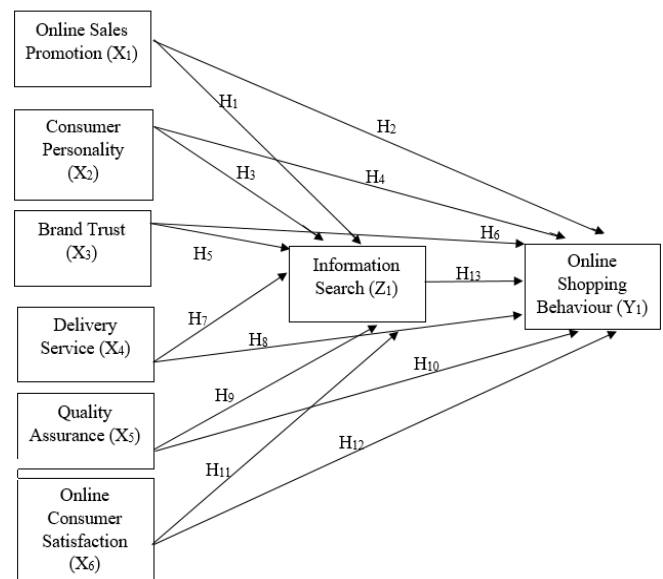 Online Sales
Promotion (X₁)
H₁
H₂
Consumer
Personality
(X₂)
H₃
H₄
Brand Trust
(X₃)
H₅
H₆
Information
Search (Z₁)
H₁₃
Online
Shopping
Behaviour (Y₁)
Delivery
Service (X₄)
H₇
H₈
Quality
Assurance (X₅)
H₉
H₁₀
Online
Consumer
Satisfaction
(X₆)
H₁₁
H₁₂